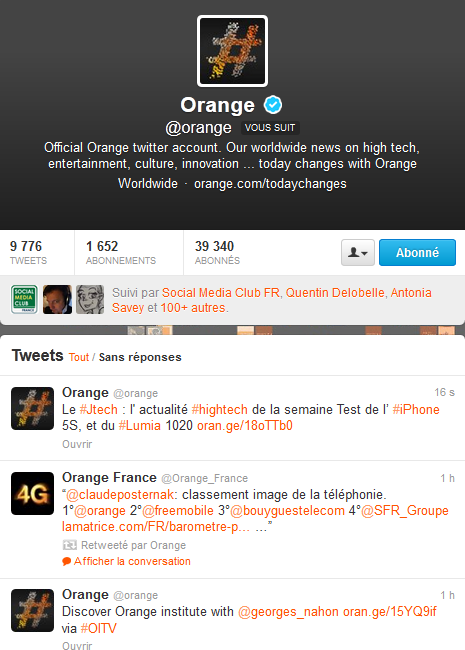 #
Orange
@orange VOUS SUIT
Official Orange twitter account. Our worldwide news on high tech,
entertainment, culture, innovation ... today changes with Orange
Worldwide · orange.com/todaychanges
9 776
TWEETS
1 652
ABONNEMENTS
39 340
ABONNÉS
Abonné
SOCIAL
MEDIA
CLUB
FRANCE
Suivi par Social Media Club FR, Quentin Delobelle, Antonia
Savey et 100+ autres.
Tweets Tout / Sans réponses
Orange @orange 16 s
Le #Jtech : l' actualité #hightech de la semaine Test de l’ #iPhone
5S, et du #Lumia 1020 oran.ge/18oTTb0
Ouvrir
4G
Orange France @Orange_France 1 h
“@claudeposternak: classement image de la téléphonie.
1°@orange 2°@freemobile 3°@bouyguestelecom 4°@SFR_Groupe
lamatrice.com/FR/barometre-p... ...”
Retweeté par Orange
Afficher la conversation
Orange @orange 1 h
Discover Orange institute with @georges_nahon oran.ge/15YQ9if
via #OITV
Ouvrir